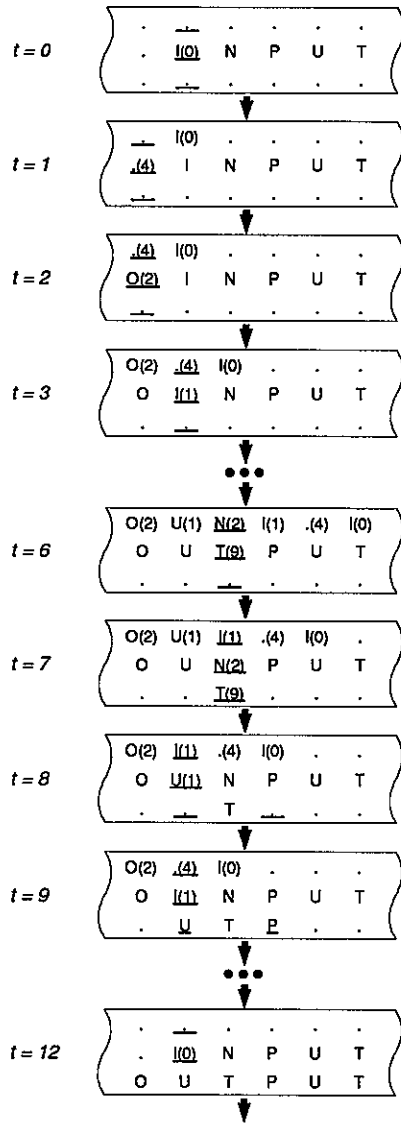 . . . . . .
t = 0 . I(0) N P U T
. . . . . .
. I(0) . . . .
t = 1 .(4) I N P U T
. . . . . .
.(4) I(0) . . . .
t = 2 O(2) I N P U T
. . . . . .
O(2) .(4) I(0) . . .
t = 3 O I(1) N P U T
. . . . . .
O(2) U(1) N(2) I(1) .(4) I(0)
t = 6 O U T(9) P U T
. . . . . .
O(2) U(1) I(1) .(4) I(0) .
t = 7 O U N(2) P U T
. . T(9) . . .
O(2) I(1) .(4) I(0) . .
t = 8 O U(1) N P U T
. . T . . .
O(2) .(4) I(0) . . .
t = 9 O I(1) N P U T
. U T P . .
. . . . . .
t = 12 . I(0) N P U T
O U T P U T